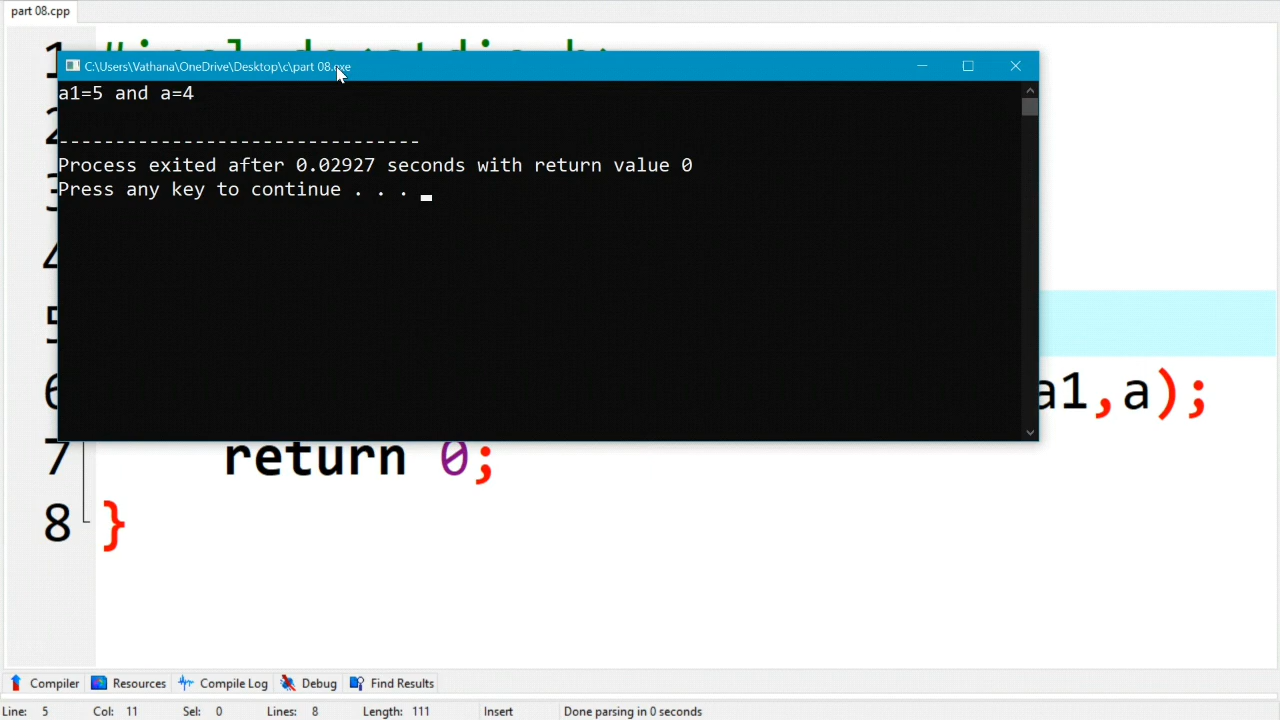 part 08.cpp
1 #include<stdio.h>
C:\Users\Vathana\OneDrive\Desktop\c\part 08.exe
a1=5 and a=4
--------------------------------
Process exited after 0.02927 seconds with return value 0
Press any key to continue . . .
2
3
4
5
6 a1,a);
7 return 0;
8 }
Compiler Resources Compile Log Debug Find Results
Line: 5 Col: 11 Sel: 0 Lines: 8 Length: 111 Insert Done parsing in 0 seconds